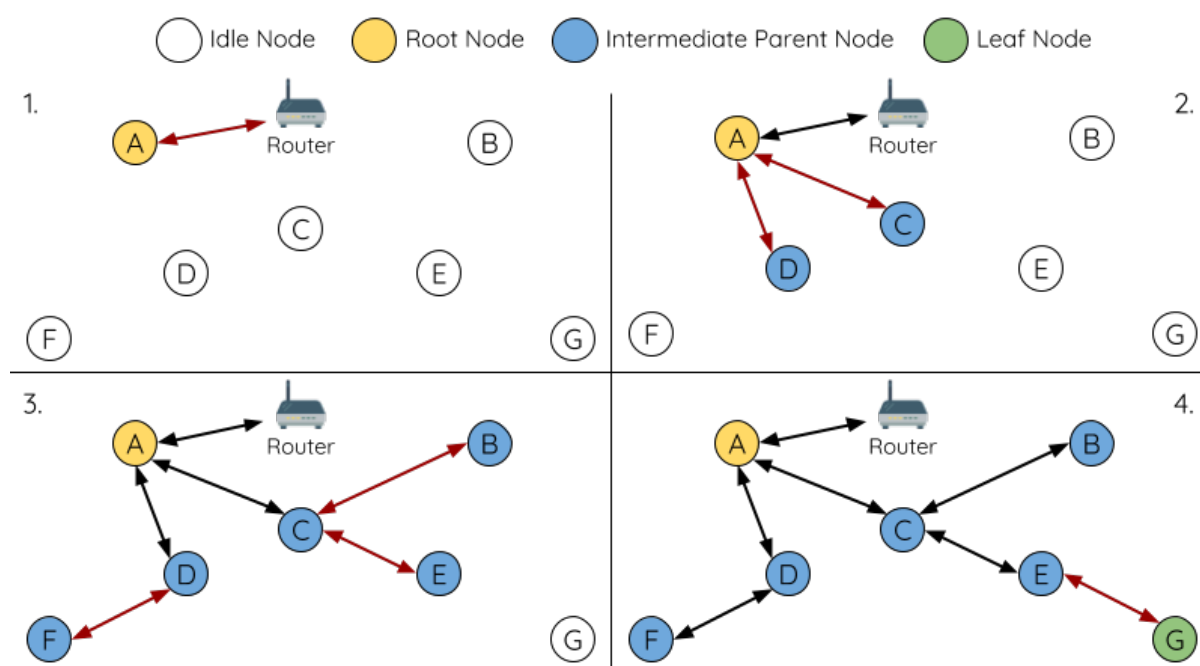 Idle Node Root Node Intermediate Parent Node Leaf Node
1.
A
Router
B
C
D
E
F
G
2.
A
Router
B
C
D
E
F
G
3.
A
Router
B
C
D
E
F
G
4.
A
Router
B
C
D
E
F
G